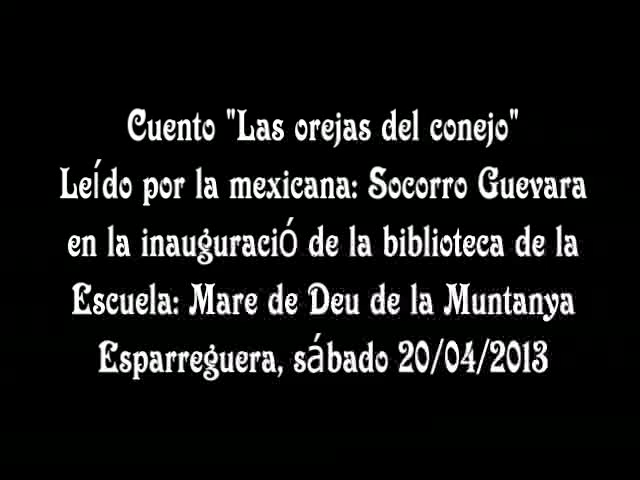 Cuento "Las orejas del conejo"
Leído por la mexicana: Socorro Guevara
en la inauguració de la biblioteca de la
Escuela: Mare de Deu de la Muntanya
Esparreguera, sábado 20/04/2013